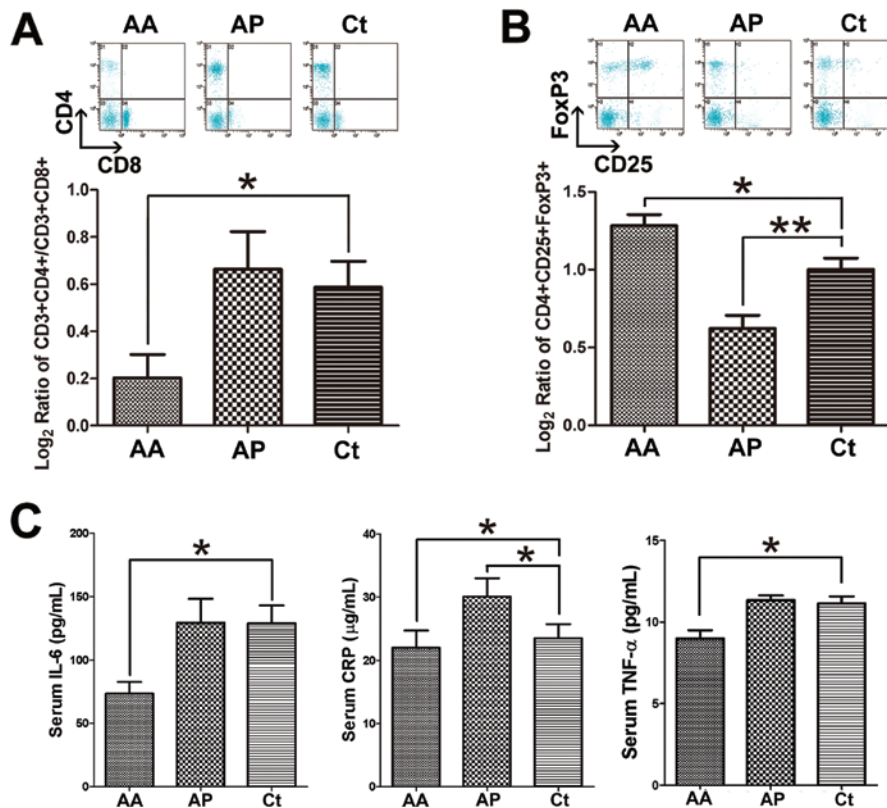 A
AA AP Ct
CD4
CD8
Log₂ Ratio of CD3+CD4+/CD3+CD8+
1.0
0.8
0.6
0.4
0.2
0.0
*
AA AP Ct
B
AA AP Ct
FoxP3
CD25
Log₂ Ratio of CD4+CD25+FoxP3+
1.5
1.0
0.5
0.0
*
**
AA AP Ct
C
Serum IL-6 (pg/mL)
200
150
100
50
0
*
AA AP Ct
Serum CRP (μg/mL)
40
30
20
10
0
*
*
AA AP Ct
Serum TNF-α (pg/mL)
15
10
5
0
*
AA AP Ct